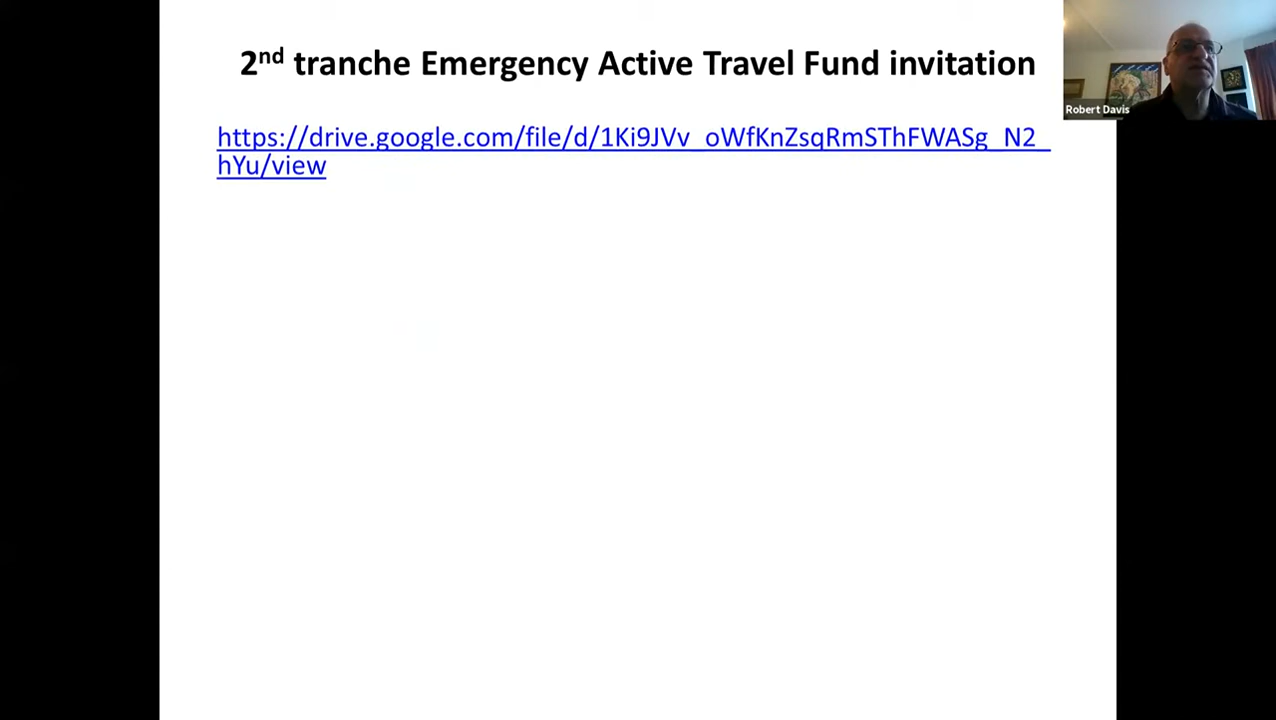 2nd tranche Emergency Active Travel Fund invitation
https://drive.google.com/file/d/1Ki9JVv_oWfKnZsqRmSThFWASg_N2_
hYu/view
Robert Davis